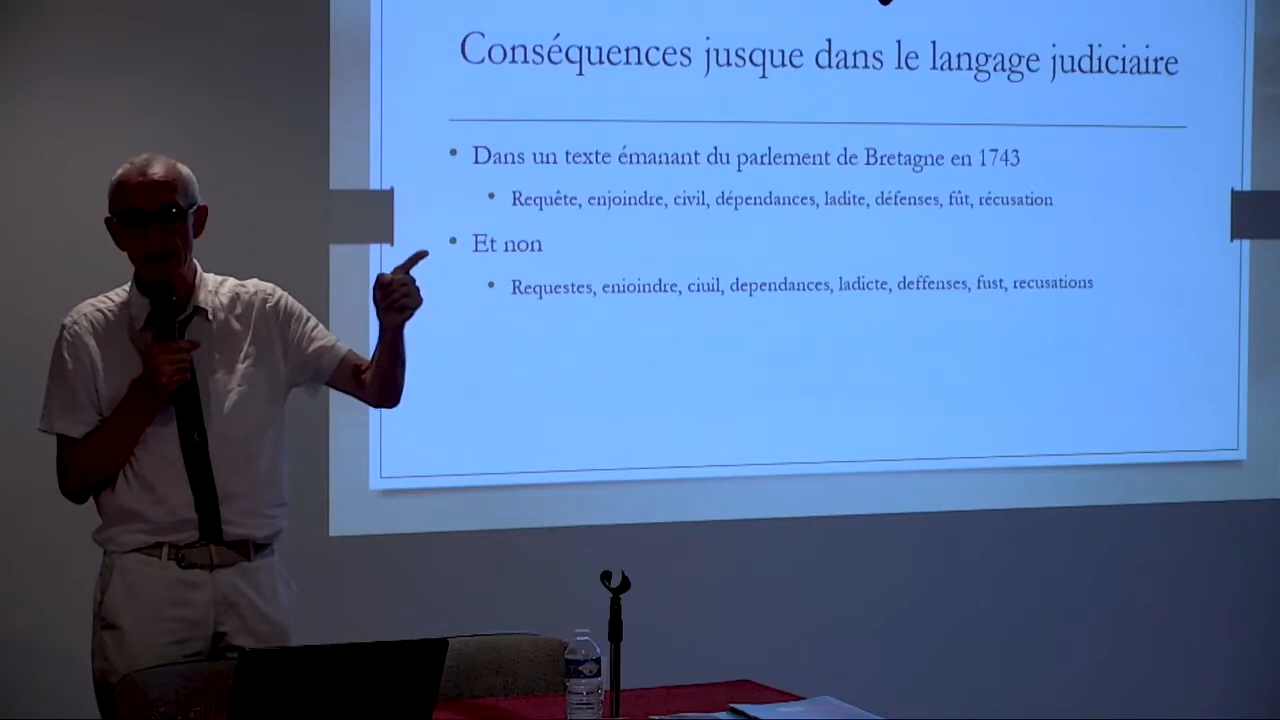 Conséquences jusque dans le langage judiciaire
• Dans un texte émanant du parlement de Bretagne en 1743
• Requête, enjoindre, civil, dépendances, ladite, défenses, fût, récusation
• Et non
• Requestes, enioindre, ciuil, dependances, ladicte, deffenses, fust, recusations